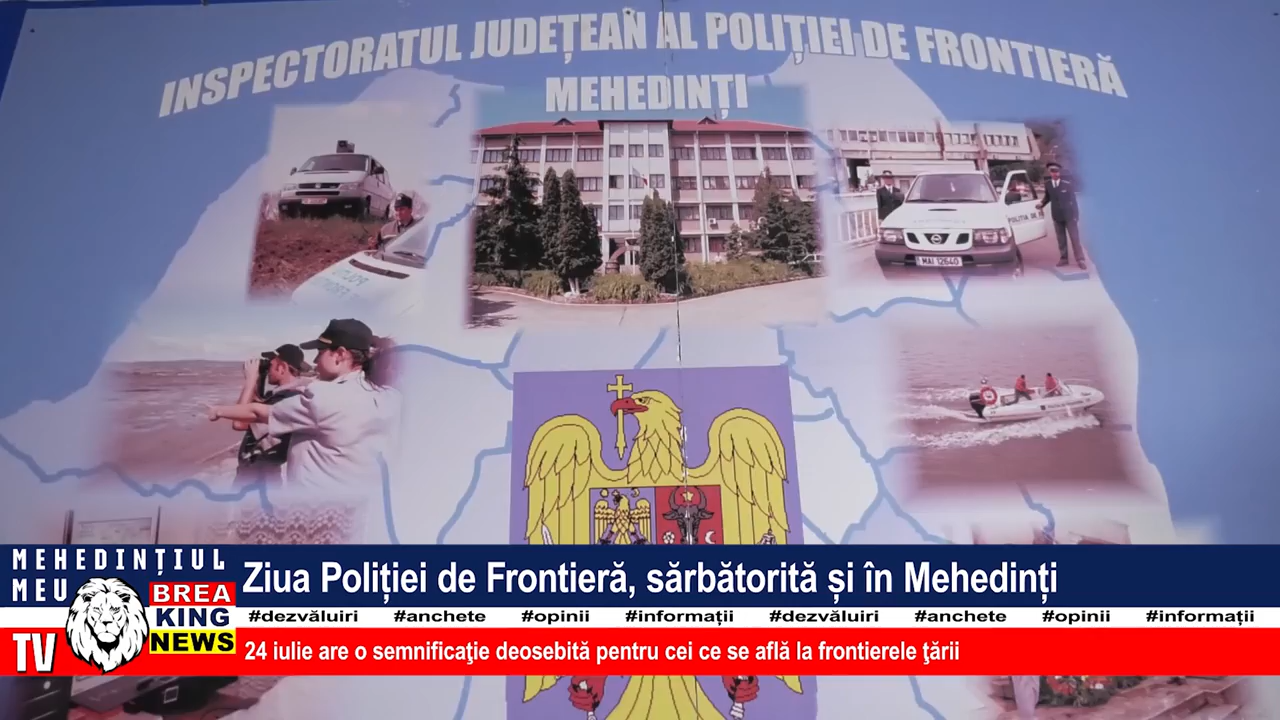 INSPECTORATUL JUDEȚEAN AL POLIȚIEI DE FRONTIERĂ
MEHEDINȚI
POLIȚIA DE
MAI 12640
MEHEDINȚIUL
MEU
TV
BREA
KING
NEWS
Ziua Poliției de Frontieră, sărbătorită și în Mehedinți
#dezvăluiri #anchete #opinii #informații #dezvăluiri #anchete #opinii #informații
24 iulie are o semnificaţie deosebită pentru cei ce se află la frontierele ţării